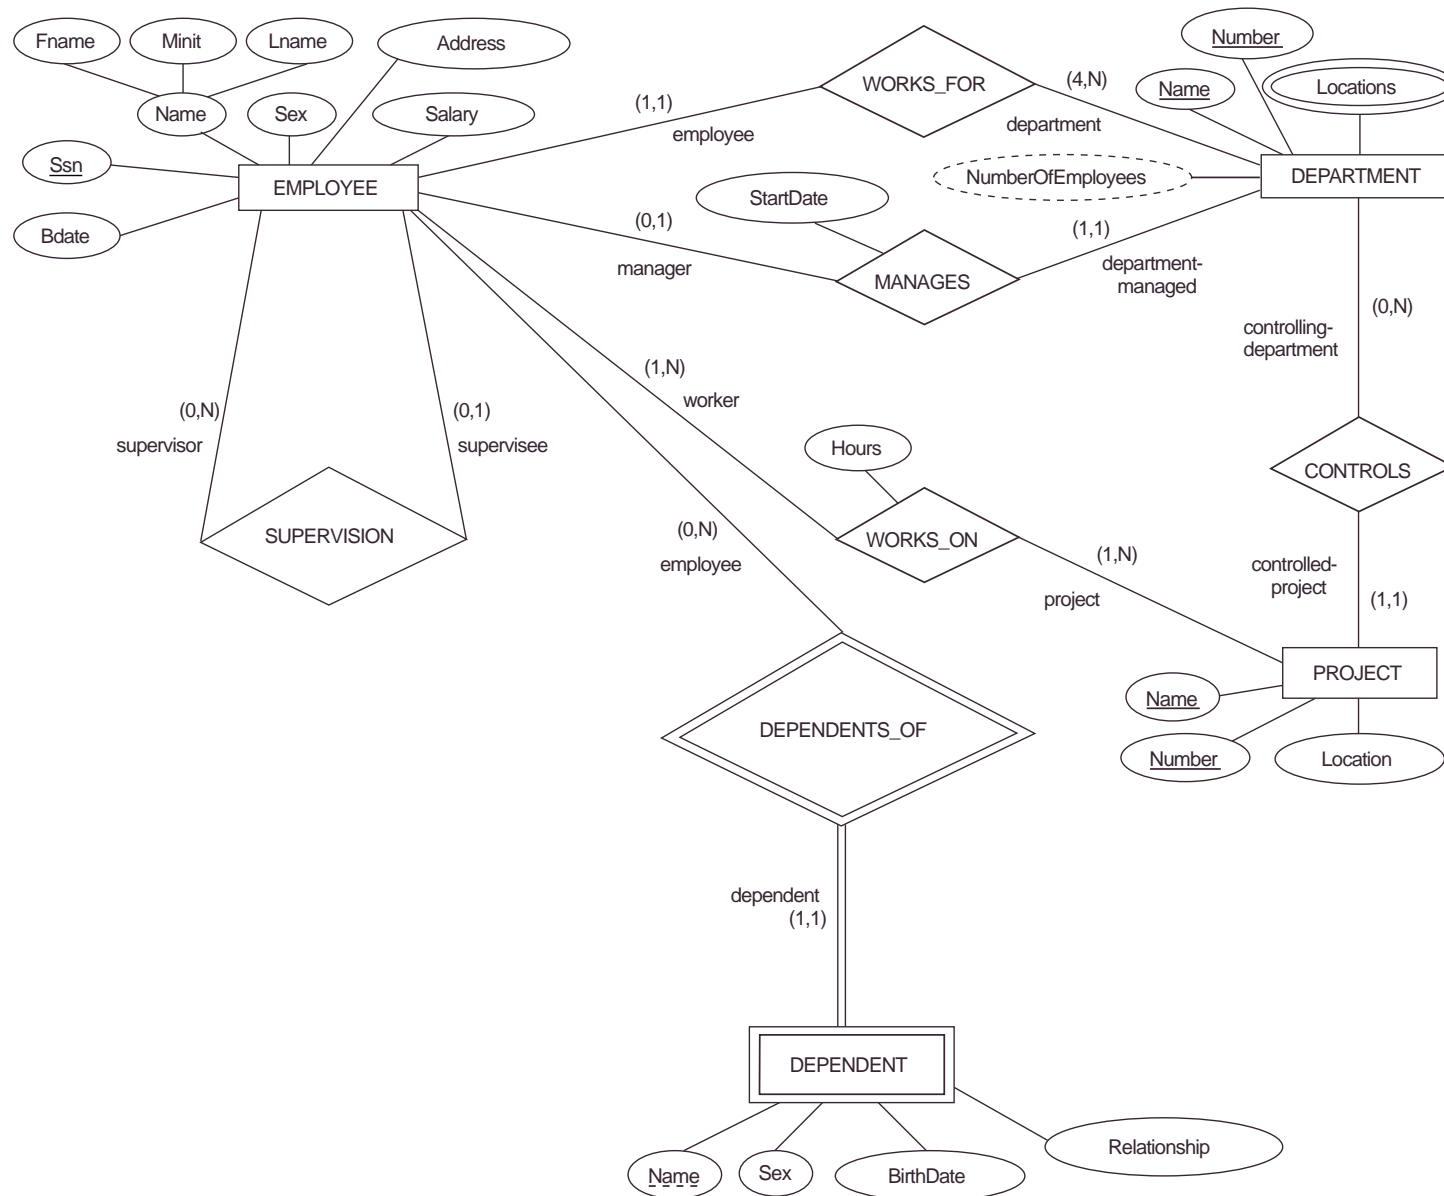 Fname
Minit
Lname
Address
Number
Name
Sex
Salary
(1,1)
employee
WORKS_FOR
(4,N)
department
Name
Locations
Ssn
EMPLOYEE
NumberOfEmployees
DEPARTMENT
Bdate
StartDate
(0,1)
manager
MANAGES
(1,1)
department-
managed
(0,N)
controlling-
department
(0,N)
supervisor
(0,1)
supervisee
(1,N)
worker
Hours
CONTROLS
SUPERVISION
WORKS_ON
(0,N)
employee
(1,N)
project
controlled-
project
(1,1)
PROJECT
Name
Number
Location
DEPENDENTS_OF
dependent
(1,1)
DEPENDENT
Name
Sex
BirthDate
Relationship